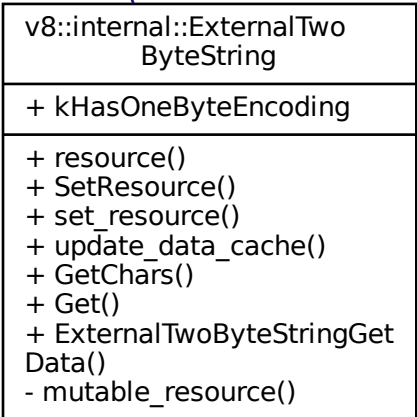 v8::internal::ExternalTwo
ByteString
+ kHasOneByteEncoding
+ resource()
+ SetResource()
+ set_resource()
+ update_data_cache()
+ GetChars()
+ Get()
+ ExternalTwoByteStringGet
Data()
- mutable_resource()